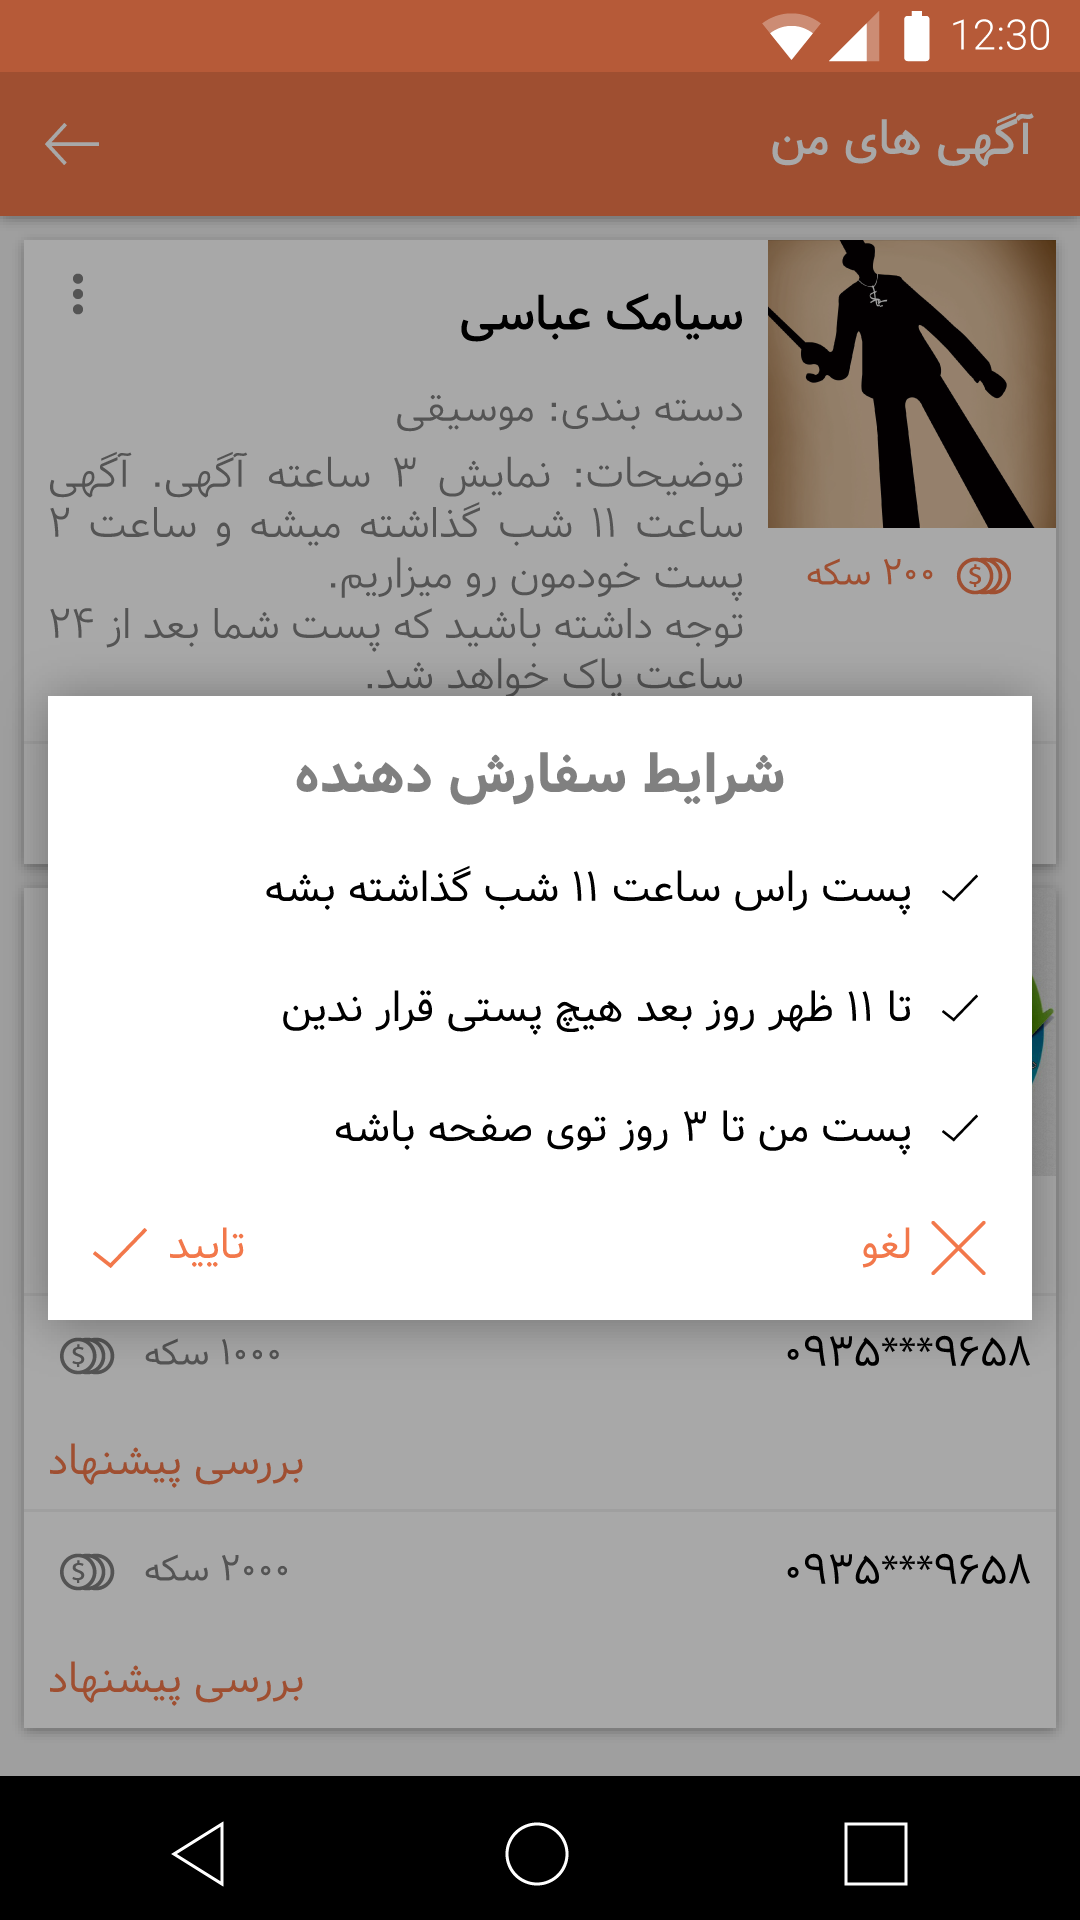 12:30
آگهی های من
سیامک عباسی
دسته بندی: موسیقی
توضیحات: نمایش ۳ ساعته آگهی. آگهی
ساعت ۱۱ شب گذاشته میشه و ساعت ۲
پست خودمون رو میزاریم.
توجه داشته باشید که پست شما بعد از ۲۴
ساعت پاک خواهد شد.
۲۰۰ سکه
شرایط سفارش دهنده
پست راس ساعت ۱۱ شب گذاشته بشه
تا ۱۱ ظهر روز بعد هیچ پستی قرار ندین
پست من تا ۳ روز توی صفحه باشه
لغو
تایید
۰۹۳۵***۹۶۵۸
۱۰۰۰ سکه
بررسی پیشنهاد
۰۹۳۵***۹۶۵۸
۲۰۰۰ سکه
بررسی پیشنهاد